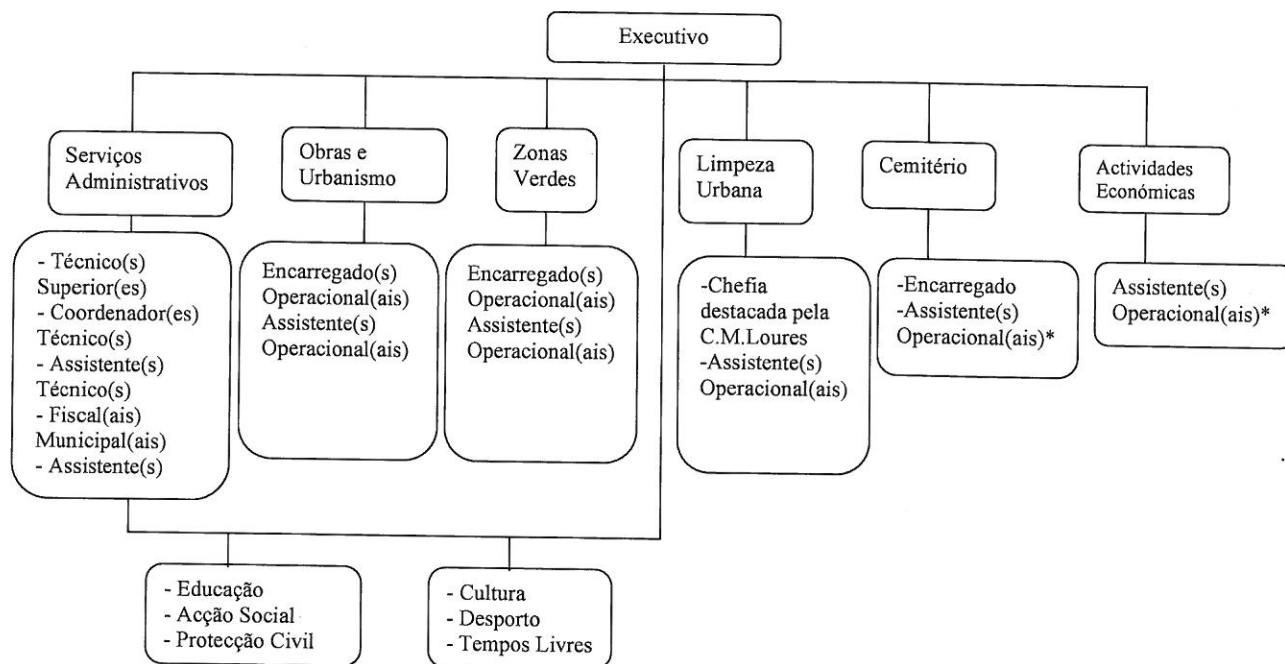 Executivo
Serviços
Administrativos
Obras e
Urbanismo
Zonas
Verdes
Limpeza
Urbana
Cemitério
Actividades
Económicas
- Técnico(s)
Superior(es)
- Coordenador(es)
Técnico(s)
- Assistente(s)
Técnico(s)
- Fiscal(ais)
Municipal(ais)
- Assistente(s)
Encarregado(s)
Operacional(ais)
Assistente(s)
Operacional(ais)
Encarregado(s)
Operacional(ais)
Assistente(s)
Operacional(ais)
-Chefia
destacada pela
C.M.Loures
-Assistente(s)
Operacional(ais)
-Encarregado
-Assistente(s)
Operacional(ais)*
Assistente(s)
Operacional(ais)*
- Educação
- Acção Social
- Protecção Civil
- Cultura
- Desporto
- Tempos Livres